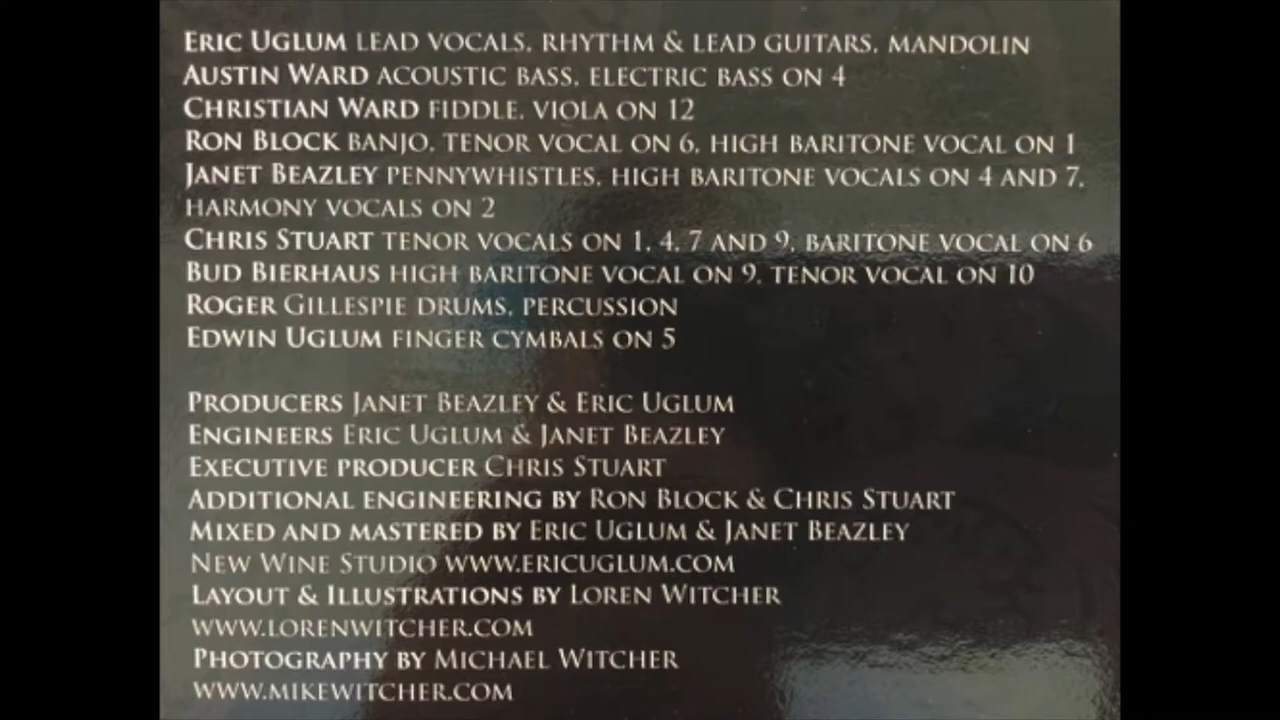 ERIC UGLUM LEAD VOCALS, RHYTHM & LEAD GUITARS, MANDOLIN
AUSTIN WARD ACOUSTIC BASS, ELECTRIC BASS ON 4
CHRISTIAN WARD FIDDLE, VIOLA ON 12
RON BLOCK BANJO, TENOR VOCAL ON 6, HIGH BARITONE VOCAL ON 1
JANET BEAZLEY PENNYWHISTLES, HIGH BARITONE VOCALS ON 4 AND 7,
HARMONY VOCALS ON 2
CHRIS STUART TENOR VOCALS ON 1, 4, 7 AND 9, BARITONE VOCAL ON 6
BUD BIERHAUS HIGH BARITONE VOCAL ON 9, TENOR VOCAL ON 10
ROGER GILLESPIE DRUMS, PERCUSSION
EDWIN UGLUM FINGER CYMBALS ON 5
PRODUCERS JANET BEAZLEY & ERIC UGLUM
ENGINEERS ERIC UGLUM & JANET BEAZLEY
EXECUTIVE PRODUCER CHRIS STUART
ADDITIONAL ENGINEERING BY RON BLOCK & CHRIS STUART
MIXED AND MASTERED BY ERIC UGLUM & JANET BEAZLEY
NEW WINE STUDIO WWW.ERICUGLUM.COM
LAYOUT & ILLUSTRATIONS BY LOREN WITCHER
WWW.LORENWITCHER.COM
PHOTOGRAPHY BY MICHAEL WITCHER
WWW.MIKEWITCHER.COM